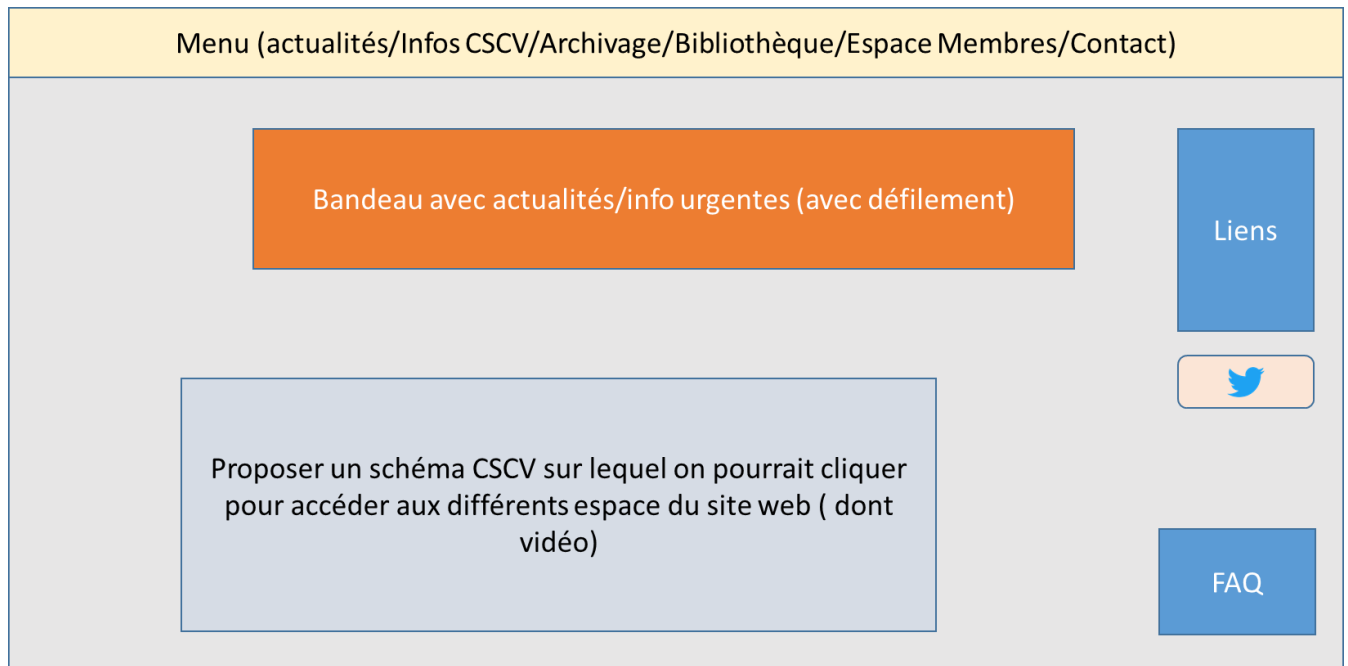 Menu (actualités/Infos CSCV/Archivage/Bibliothèque/Espace Membres/Contact)
Bandeau avec actualités/info urgentes (avec défilement)
Liens
Proposer un schéma CSCV sur lequel on pourrait cliquer
pour accéder aux différents espace du site web ( dont
vidéo)
FAQ